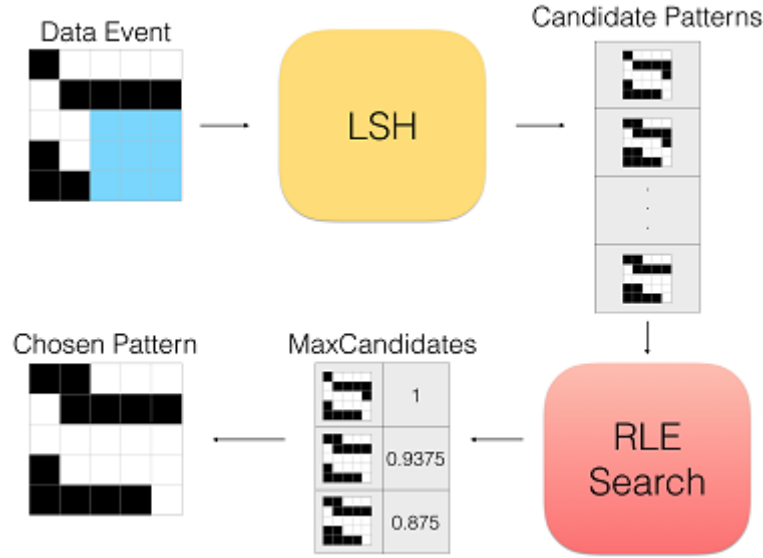 Data Event
LSH
Candidate Patterns
Chosen Pattern
MaxCandidates
1
0.9375
0.875
RLE
Search